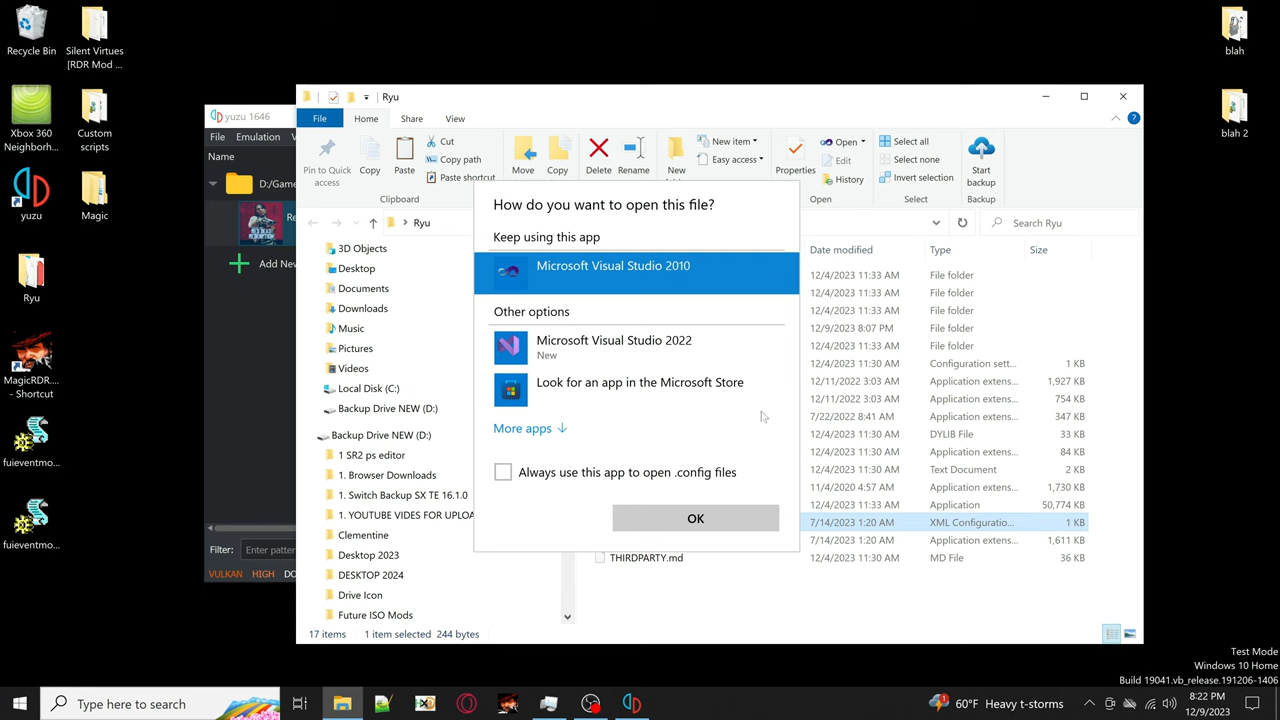 Recycle Bin
Silent Virtues
[RDR Mod ...
Xbox 360
Neighborh...
Custom
scripts
yuzu
Magic
Ryu
MagicRDR....
- Shortcut
fuieventmo...
fuieventmo...
blah
blah 2
yuzu 1646
File
Emulation
Name
D:/Game
Re
Add New
Filter:
Enter pattern
VULKAN
HIGH
DO
Ryu
File
Home
Share
View
Pin to Quick
access
Copy
Paste
Cut
Copy path
Paste shortcut
Clipboard
Move
Copy
Delete
Rename
New
New item
Easy access
Properties
Open
Edit
History
Open
Select all
Select none
Invert selection
Select
Start
backup
Backup
Ryu
Search Ryu
3D Objects
Desktop
Documents
Downloads
Music
Pictures
Videos
Local Disk (C:)
Backup Drive NEW (D:)
Backup Drive NEW (D:)
1 SR2 ps editor
1. Browser Downloads
1. Switch Backup SX TE 16.1.0
1. YOUTUBE VIDES FOR UPLOA
Clementine
Desktop 2023
DESKTOP 2024
Drive Icon
Future ISO Mods
How do you want to open this file?
Keep using this app
Microsoft Visual Studio 2010
Other options
Microsoft Visual Studio 2022
New
Look for an app in the Microsoft Store
More apps
Always use this app to open .config files
OK
Date modified
Type
Size
12/4/2023 11:33 AM File folder
12/4/2023 11:33 AM File folder
12/4/2023 11:33 AM File folder
12/9/2023 8:07 PM File folder
12/4/2023 11:33 AM File folder
12/4/2023 11:30 AM Configuration sett... 1 KB
12/11/2022 3:03 AM Application extens... 1,927 KB
12/11/2022 3:03 AM Application extens... 754 KB
7/22/2022 8:41 AM Application extens... 347 KB
12/4/2023 11:30 AM DYLIB File 33 KB
12/4/2023 11:30 AM Application extens... 84 KB
12/4/2023 11:30 AM Text Document 2 KB
11/4/2020 4:57 AM Application extens... 1,730 KB
12/4/2023 11:33 AM Application 50,774 KB
7/14/2023 1:20 AM XML Configuratio... 1 KB
7/14/2023 1:20 AM Application extens... 1,611 KB
THIRDPARTY.md 12/4/2023 11:30 AM MD File 36 KB
17 items
1 item selected 244 bytes
Test Mode
Windows 10 Home
Build 19041.vb_release.191206-1406
Type here to search
1
60°F Heavy t-storms
8:22 PM
12/9/2023